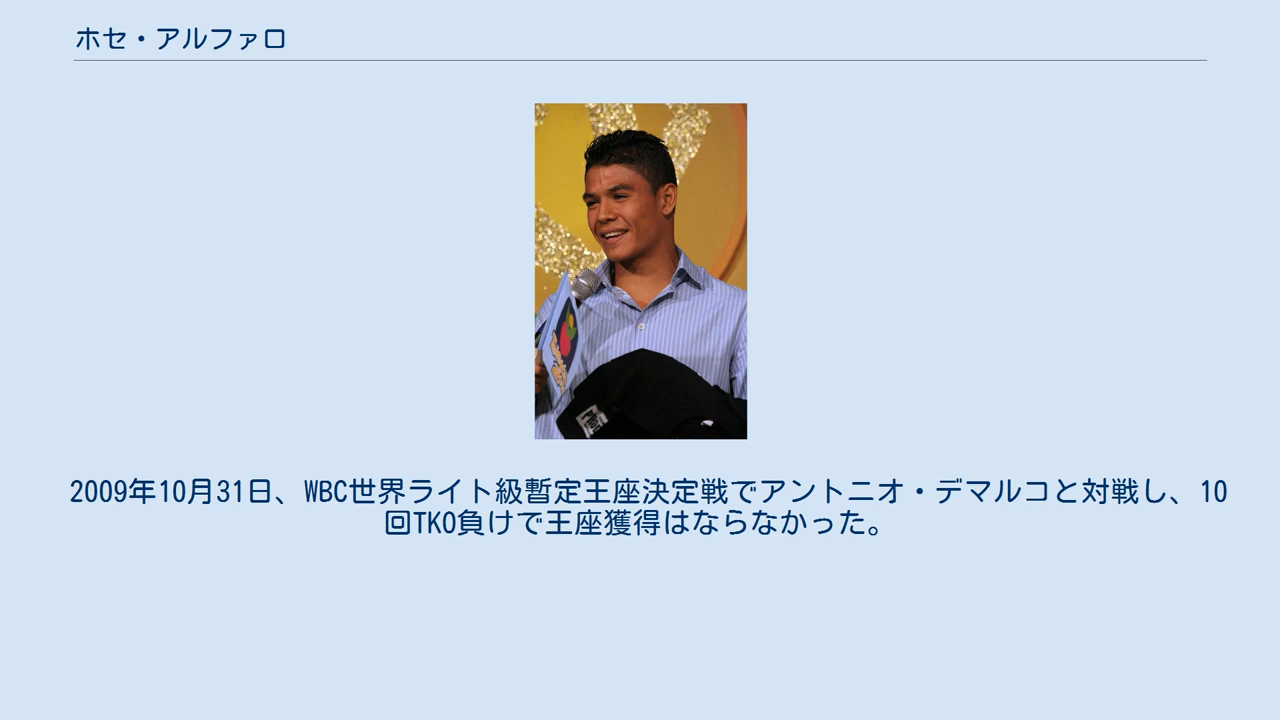 ホセ・アルファロ
2009年10月31日、WBC世界ライト級暫定王座決定戦でアントニオ・デマルコと対戦し、10
回TKO負けで王座獲得はならなかった。